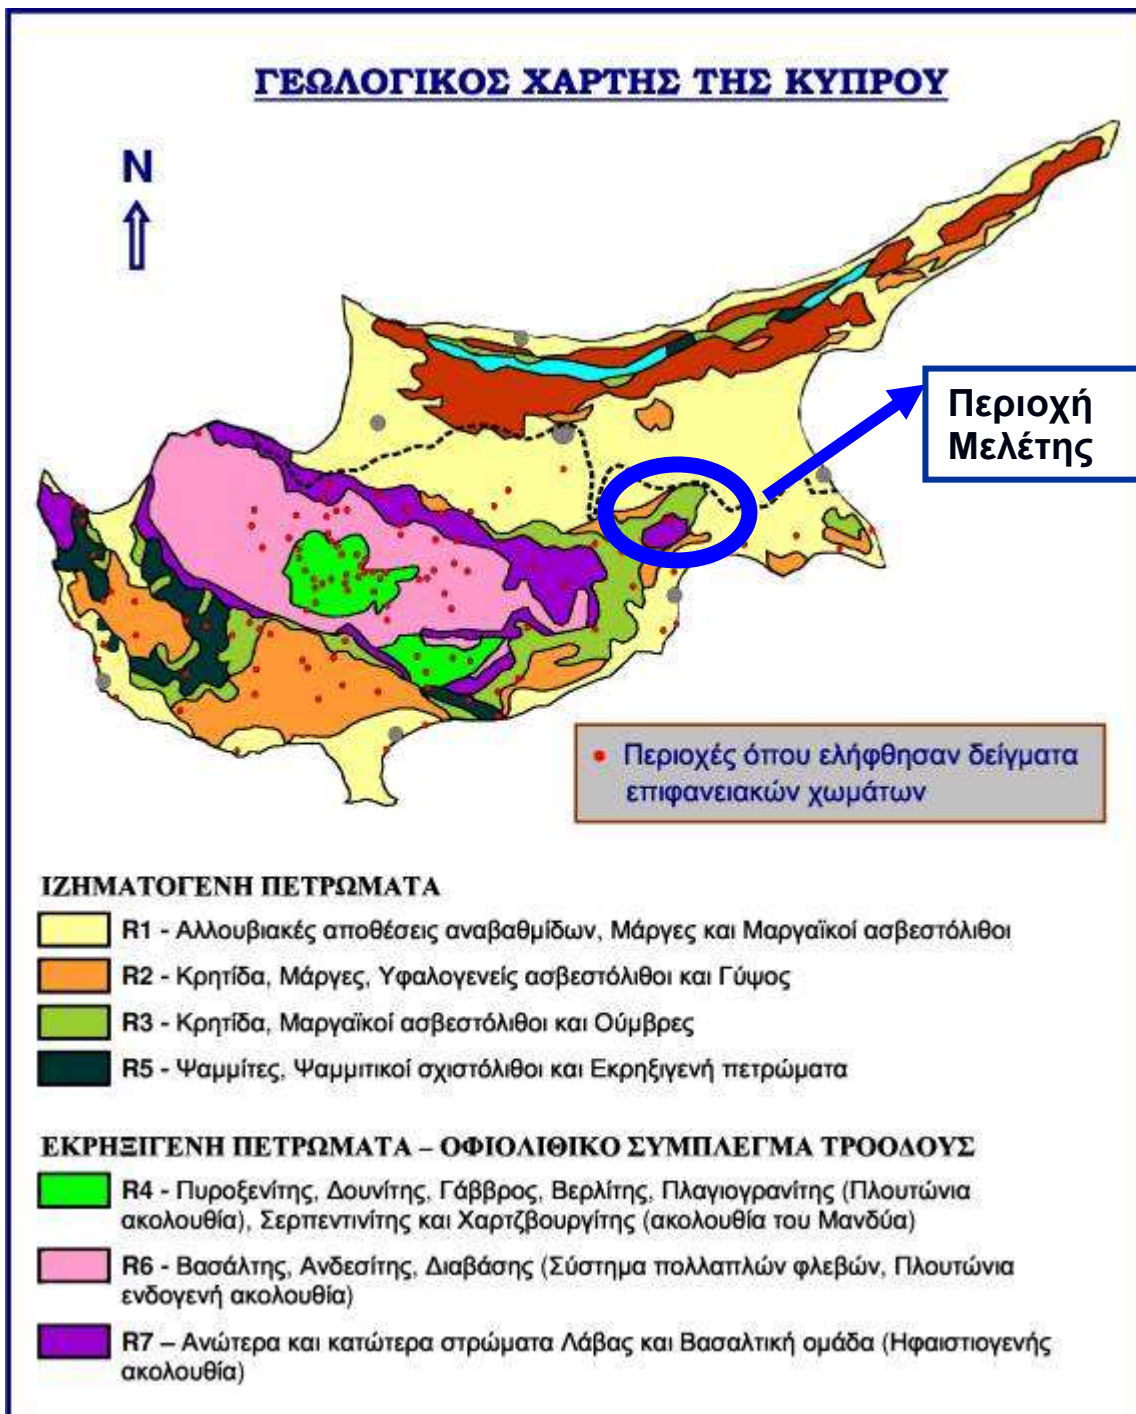 ΓΕΩΛΟΓΙΚΟΣ ΧΑΡΤΗΣ ΤΗΣ ΚΥΠΡΟΥ
N
Περιοχή
Μελέτης
Περιοχές όπου ελήφθησαν δείγματα
επιφανειακών χωμάτων
ΙΖΗΜΑΤΟΓΕΝΗ ΠΕΤΡΩΜΑΤΑ
R1 - Αλλουβιακές αποθέσεις αναβαθμίδων, Μάργες και Μαργαϊκοί ασβεστόλιθοι
R2 - Κρητίδα, Μάργες, Υφαλογενείς ασβεστόλιθοι και Γύψος
R3 - Κρητίδα, Μαργαϊκοί ασβεστόλιθοι και Ούμβρες
R5 - Ψαμμίτες, Ψαμμιτικοί σχιστόλιθοι και Εκρηξιγενή πετρώματα
ΕΚΡΗΞΙΓΕΝΗ ΠΕΤΡΩΜΑΤΑ – ΟΦΙΟΛΙΘΙΚΟ ΣΥΜΠΛΕΓΜΑ ΤΡΟΟΔΟΥΣ
R4 - Πυροξενίτης, Δουνίτης, Γάββρος, Βερλίτης, Πλαγιογρανίτης (Πλουτώνια
ακολουθία), Σερπεντινίτης και Χαρτζβουργίτης (ακολουθία του Μανδύα)
R6 - Βασάλτης, Ανδεσίτης, Διαβάσης (Σύστημα πολλαπλών φλεβών, Πλουτώνια
ενδογενή ακολουθία)
R7 – Ανώτερα και κατώτερα στρώματα Λάβας και Βασαλτική ομάδα (Ηφαιστιογενής
ακολουθία)